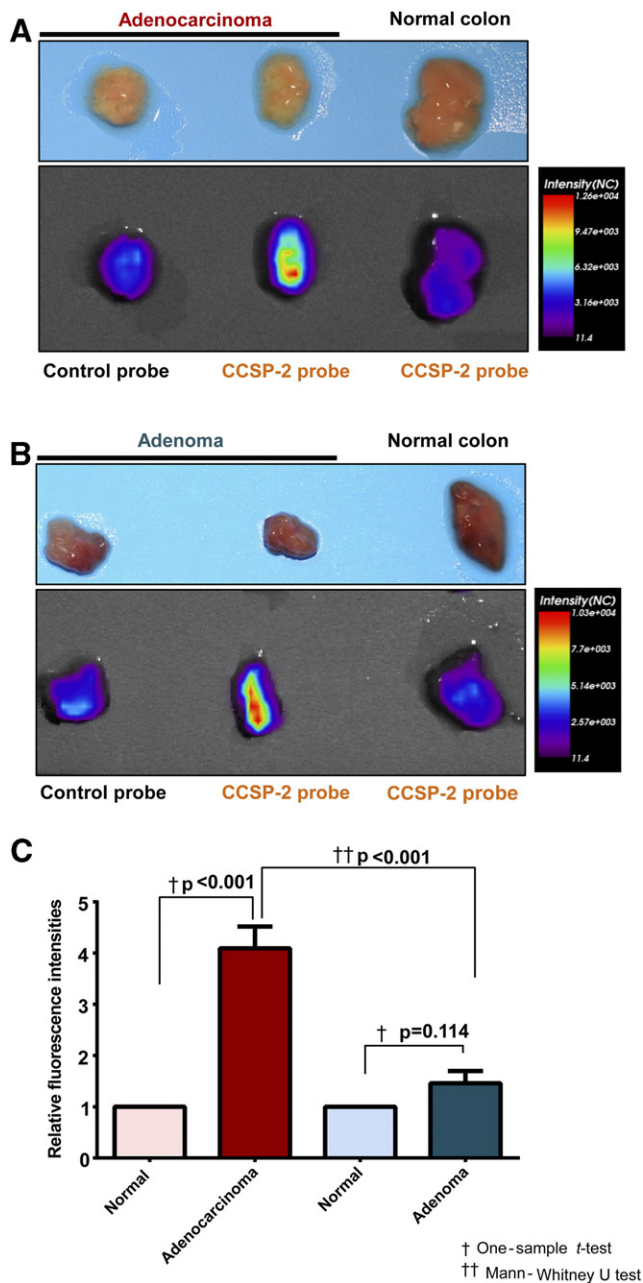 A
Adenocarcinoma
Normal colon
Intensity(NC)
1.26e+004
9.47e+003
6.32e+003
3.16e+003
11.4
Control probe
CCSP-2 probe
CCSP-2 probe
B
Adenoma
Normal colon
Intensity(NC)
1.03e+004
7.7e+003
5.14e+003
2.57e+003
11.4
Control probe
CCSP-2 probe
CCSP-2 probe
C
†† p <0.001
† p <0.001
† p=0.114
Relative fluorescence intensities
5
4
3
2
1
0
Normal
Adenocarcinoma
Normal
Adenoma
† One-sample t-test
†† Mann-Whitney U test